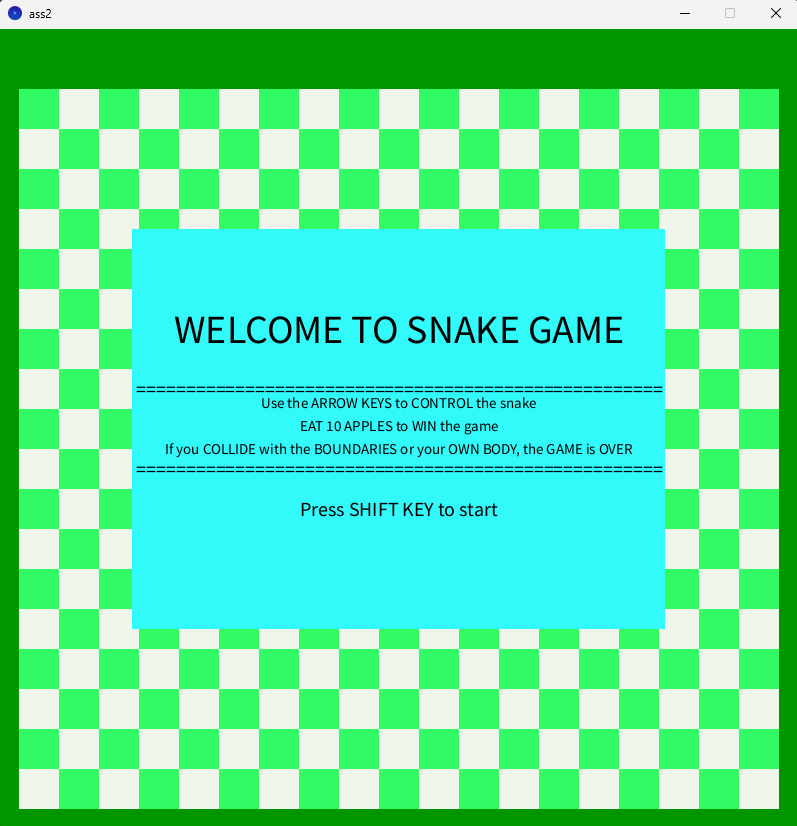 ass2
WELCOME TO SNAKE GAME
=====================================================
Use the ARROW KEYS to CONTROL the snake
EAT 10 APPLES to WIN the game
If you COLLIDE with the BOUNDARIES or your OWN BODY, the GAME is OVER
=====================================================
Press SHIFT KEY to start